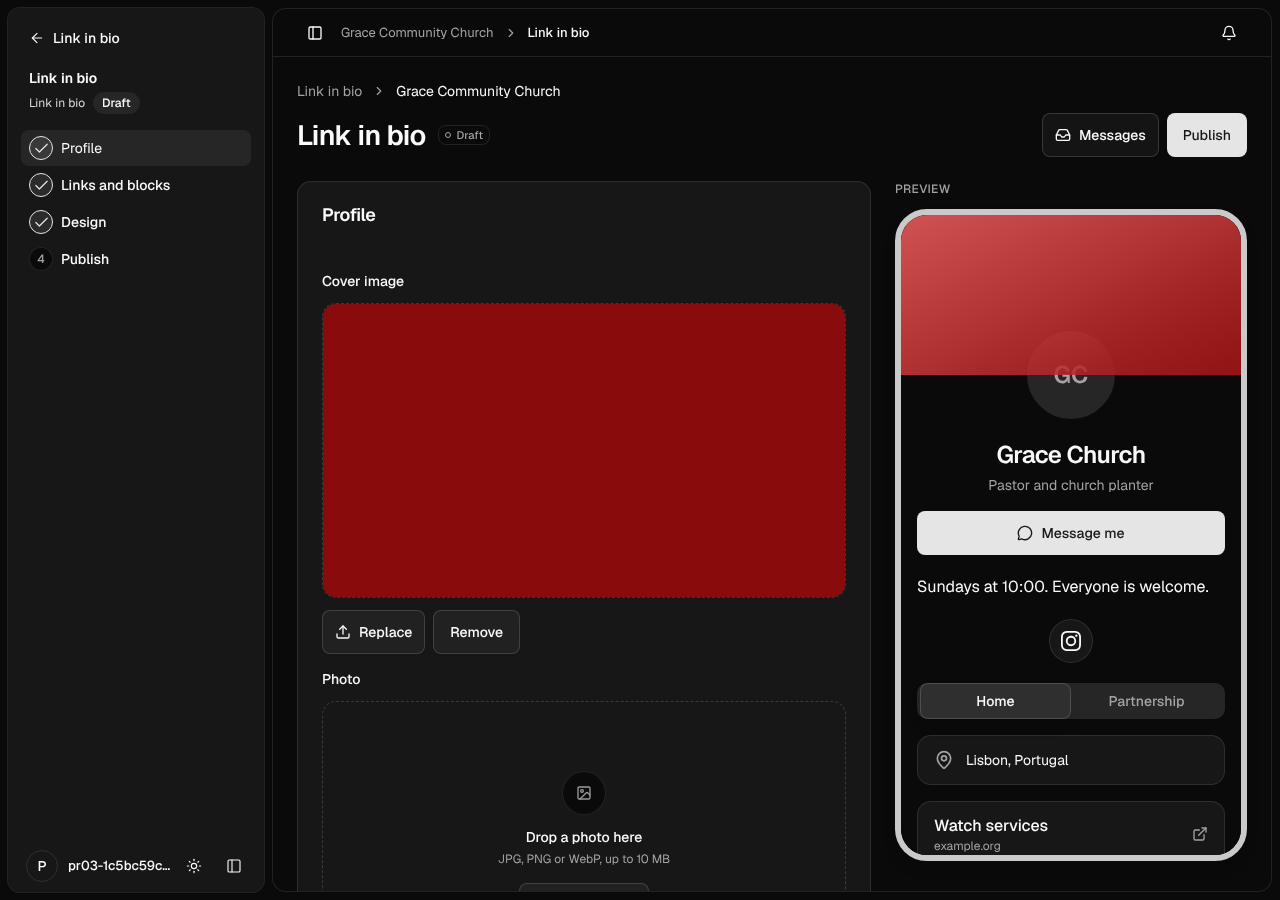 Link in bio
Link in bio
Link in bio Draft
Profile
Links and blocks
Design
4 Publish
P pr03-1c5bc59c…
Grace Community Church > Link in bio
Link in bio > Grace Community Church
Link in bio Draft
Messages
Publish
Profile
Cover image
Replace
Remove
Photo
Drop a photo here
JPG, PNG or WebP, up to 10 MB
PREVIEW
GC
Grace Church
Pastor and church planter
Message me
Sundays at 10:00. Everyone is welcome.
Home
Partnership
Lisbon, Portugal
Watch services
example.org